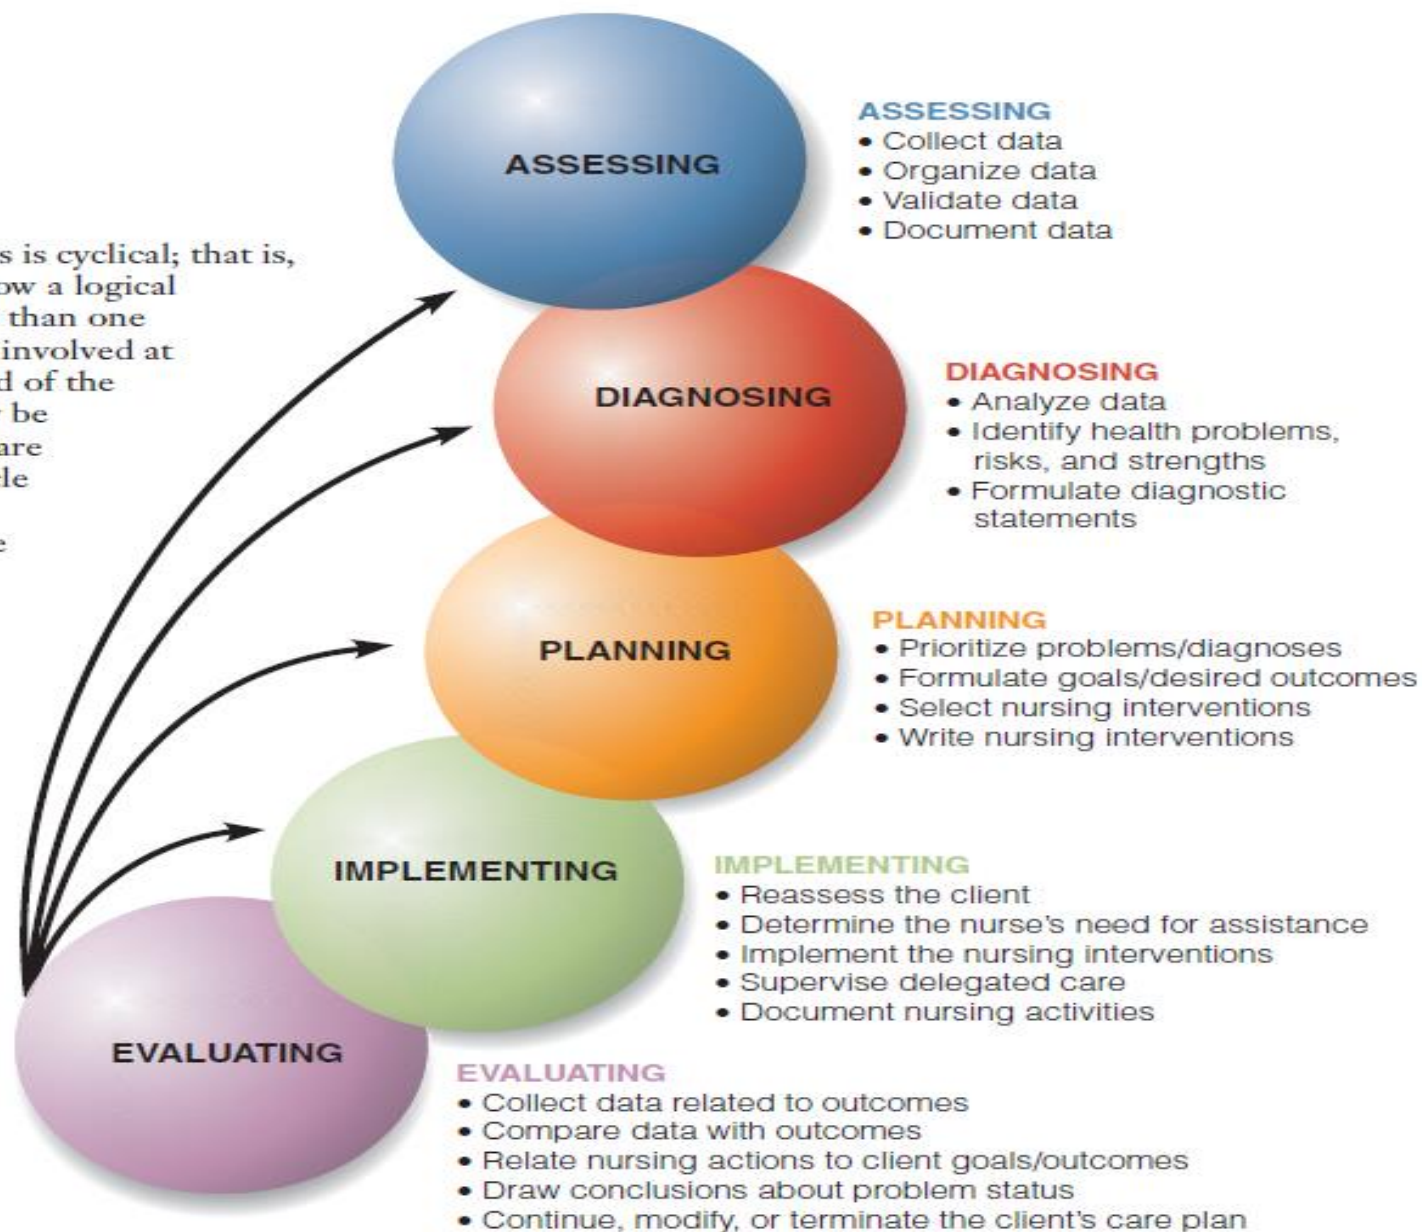 ASSESSING
ASSESSING
• Collect data
• Organize data
• Validate data
• Document data
s is cyclical; that is,
ow a logical
than one
involved at
d of the
be
are
le
e
DIAGNOSING
DIAGNOSING
• Analyze data
• Identify health problems,
risks, and strengths
• Formulate diagnostic
statements
PLANNING
PLANNING
• Prioritize problems/diagnoses
• Formulate goals/desired outcomes
• Select nursing interventions
• Write nursing interventions
IMPLEMENTING
IMPLEMENTING
• Reassess the client
• Determine the nurse's need for assistance
• Implement the nursing interventions
• Supervise delegated care
• Document nursing activities
EVALUATING
EVALUATING
• Collect data related to outcomes
• Compare data with outcomes
• Relate nursing actions to client goals/outcomes
• Draw conclusions about problem status
• Continue, modify, or terminate the client's care plan